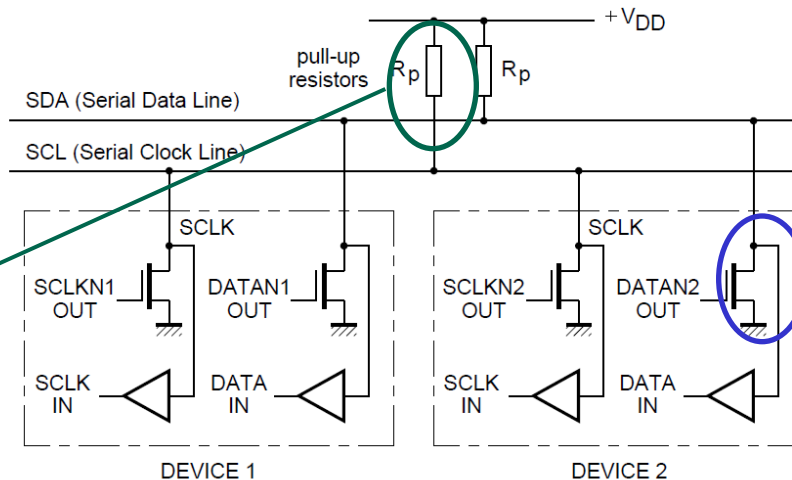 +VDD
pull-up
resistors
Rp
Rp
SDA (Serial Data Line)
SCL (Serial Clock Line)
SCLK
SCLK
SCLKN1
OUT
DATAN1
OUT
SCLKN2
OUT
DATAN2
OUT
SCLK
IN
DATA
IN
SCLK
IN
DATA
IN
DEVICE 1
DEVICE 2